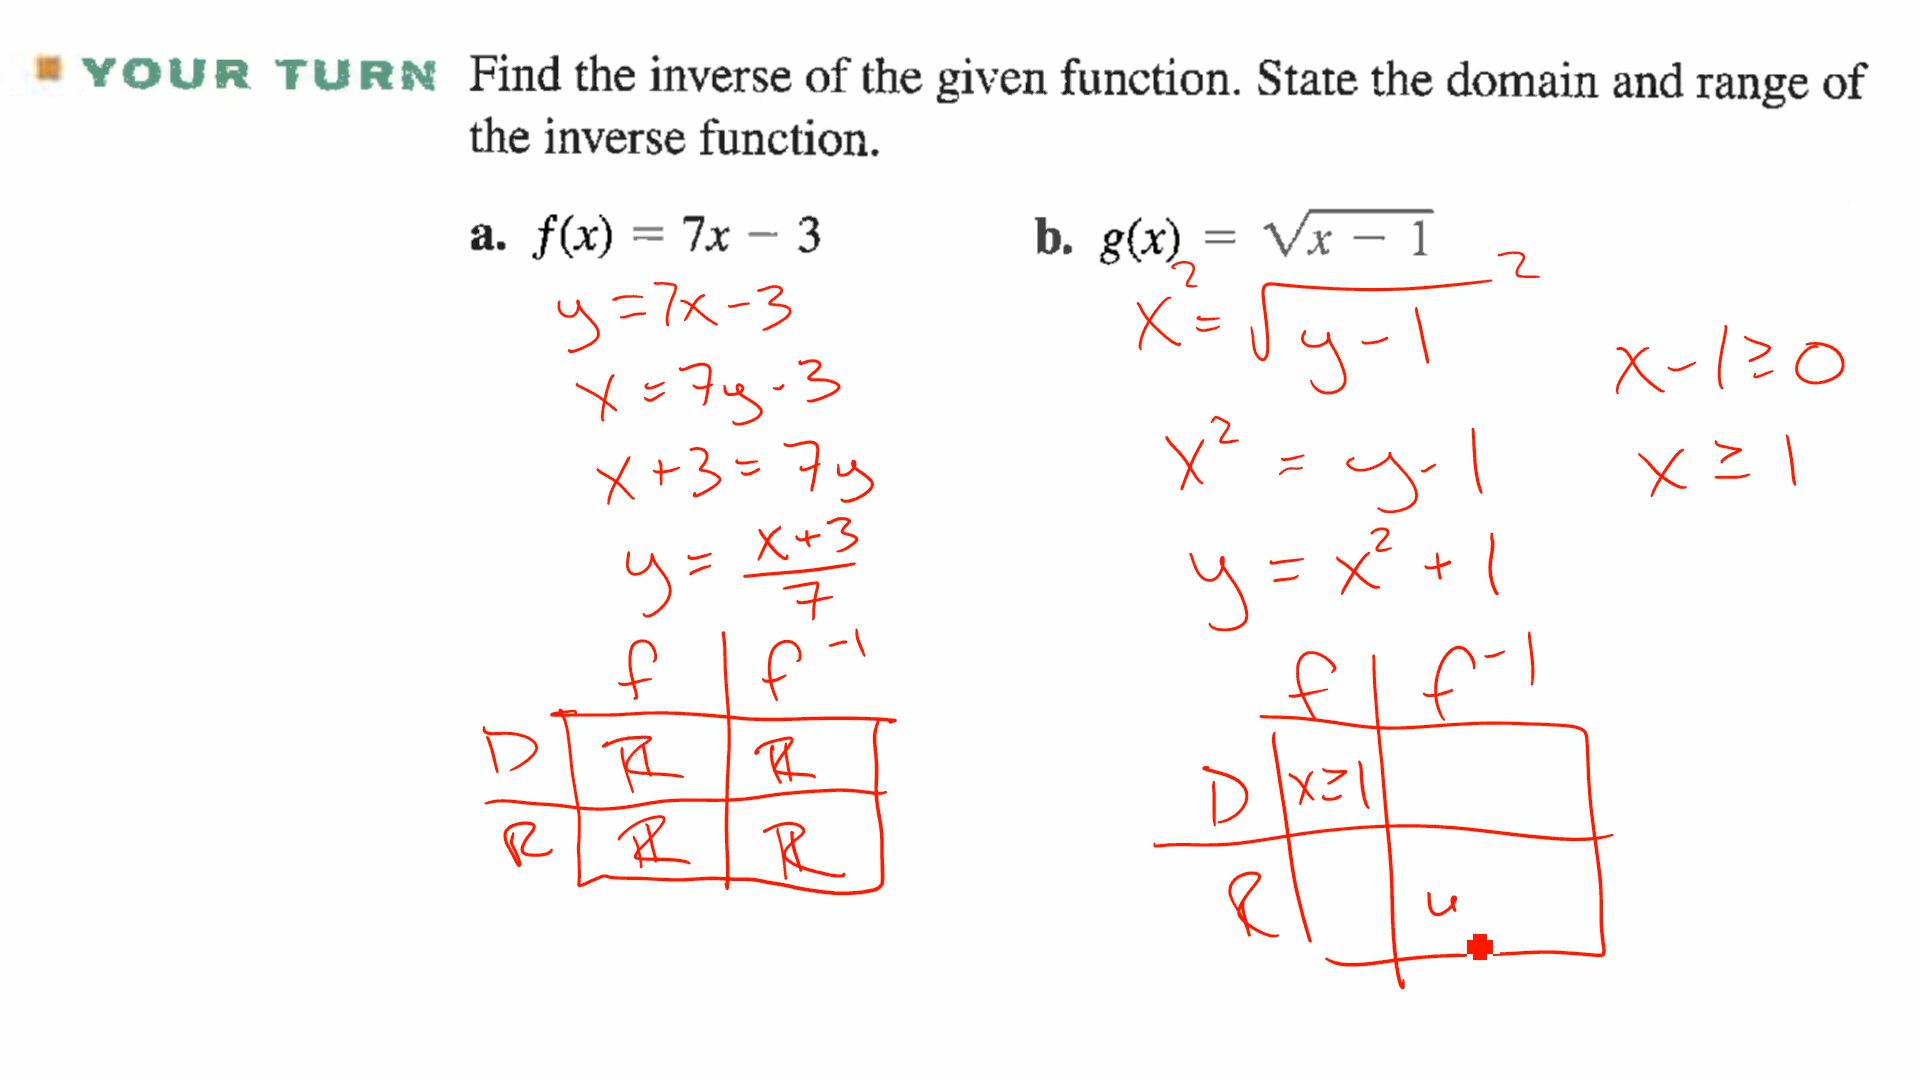 YOUR TURN Find the inverse of the given function. State the domain and range of
the inverse function.
a. f(x) = 7x − 3
y = 7x − 3
x = 7y − 3
x + 3 = 7y
y = (x + 3)/7
f f⁻¹
D ℝ ℝ
R ℝ ℝ
b. g(x) = √(x − 1)
x² = √(y − 1)²
x² = y − 1
y = x² + 1
x − 1 ≥ 0
x ≥ 1
f f⁻¹
D x ≥ 1
R